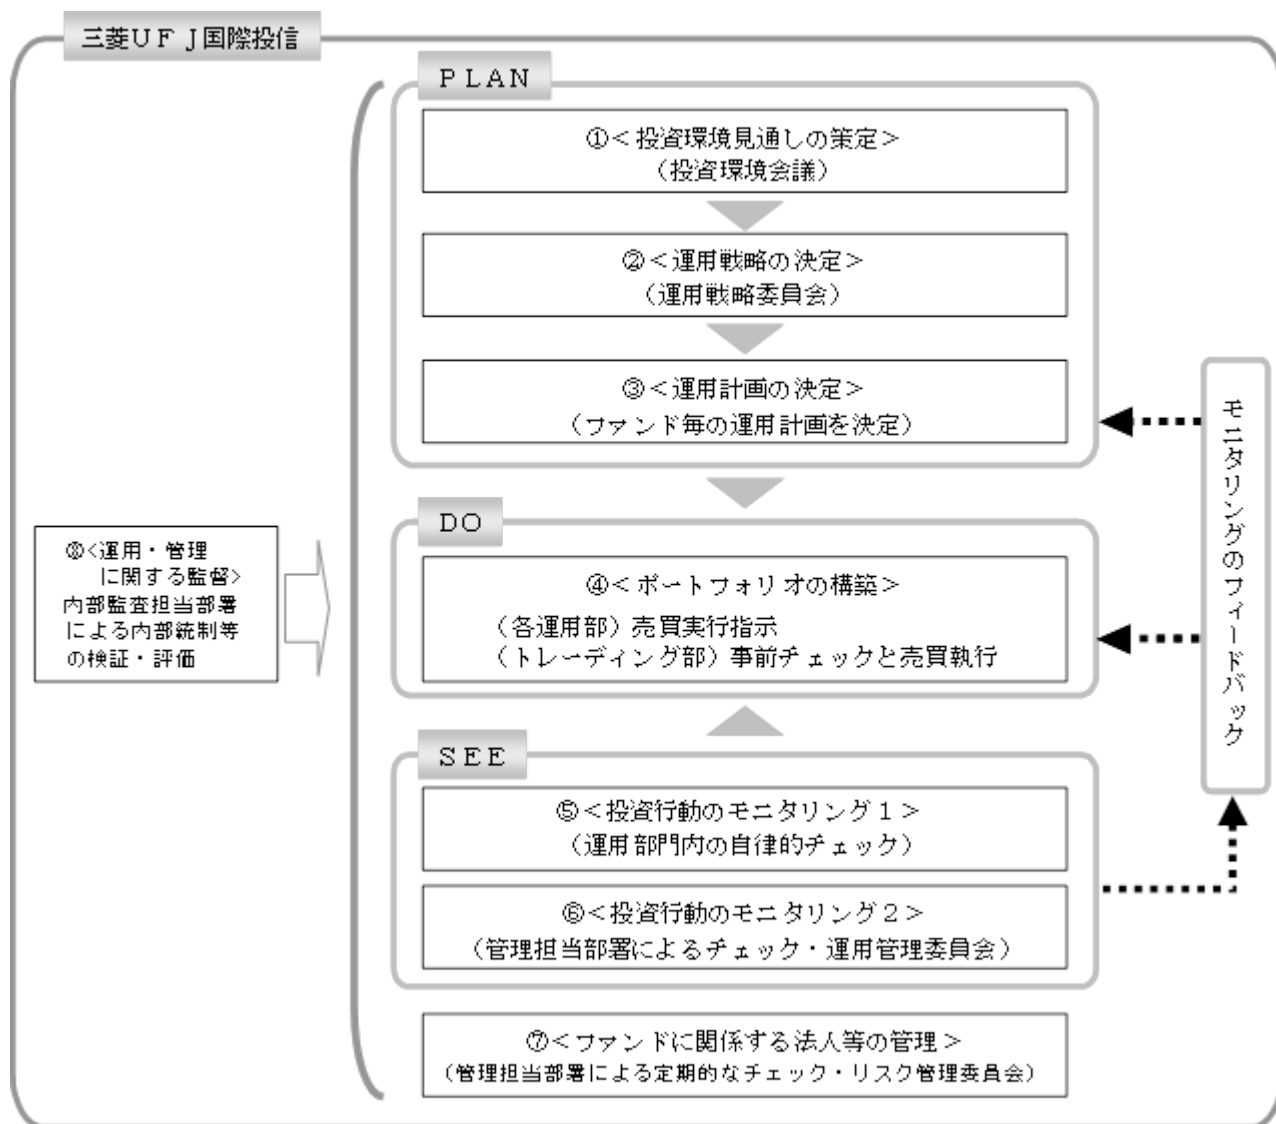 三菱ＵＦＪ国際投信
ＰＬＡＮ
①＜投資環境見通しの策定＞
（投資環境会議）
②＜運用戦略の決定＞
（運用戦略委員会）
③＜運用計画の決定＞
（ファンド毎の運用計画を決定）
ＤＯ
④＜ポートフォリオの構築＞
（各運用部）売買実行指示
（トレーディング部）事前チェックと売買執行
ＳＥＥ
⑤＜投資行動のモニタリング１＞
（運用部門内の自律的チェック）
⑥＜投資行動のモニタリング２＞
（管理担当部署によるチェック・運用管理委員会）
⑦＜ファンドに関係する法人等の管理＞
（管理担当部署による定期的なチェック・リスク管理委員会）
⑧<運用・管理
に関する監督>
内部監査担当部署
による内部統制等
の検証・評価
モニタリングのフィードバック